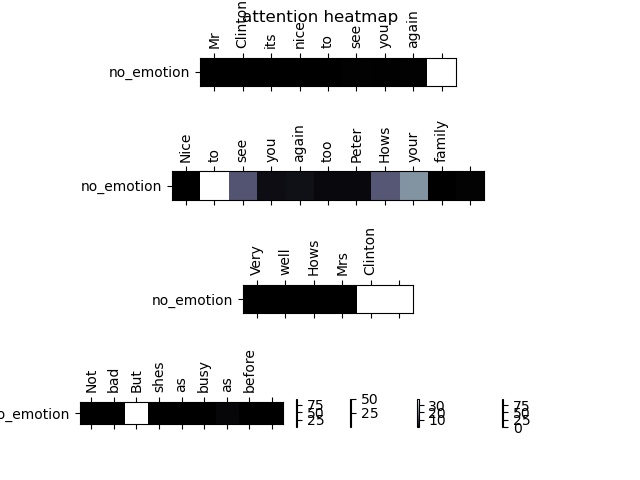 attention heatmap
Mr Clinton its nice to see you again
no_emotion
Nice to see you again too Peter Hows your family
no_emotion
Very well Hows Mrs Clinton
no_emotion
Not bad But shes as busy as before
o_emotion
75 50 25
50 25
30 20 10
75 50 25 0